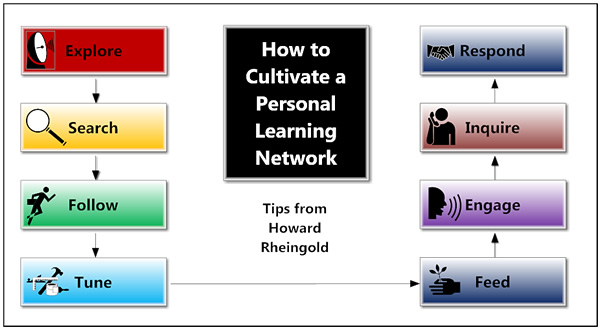 Explore
Search
Follow
Tune
How to
Cultivate a
Personal
Learning
Network
Tips from
Howard
Rheingold
Respond
Inquire
Engage
Feed